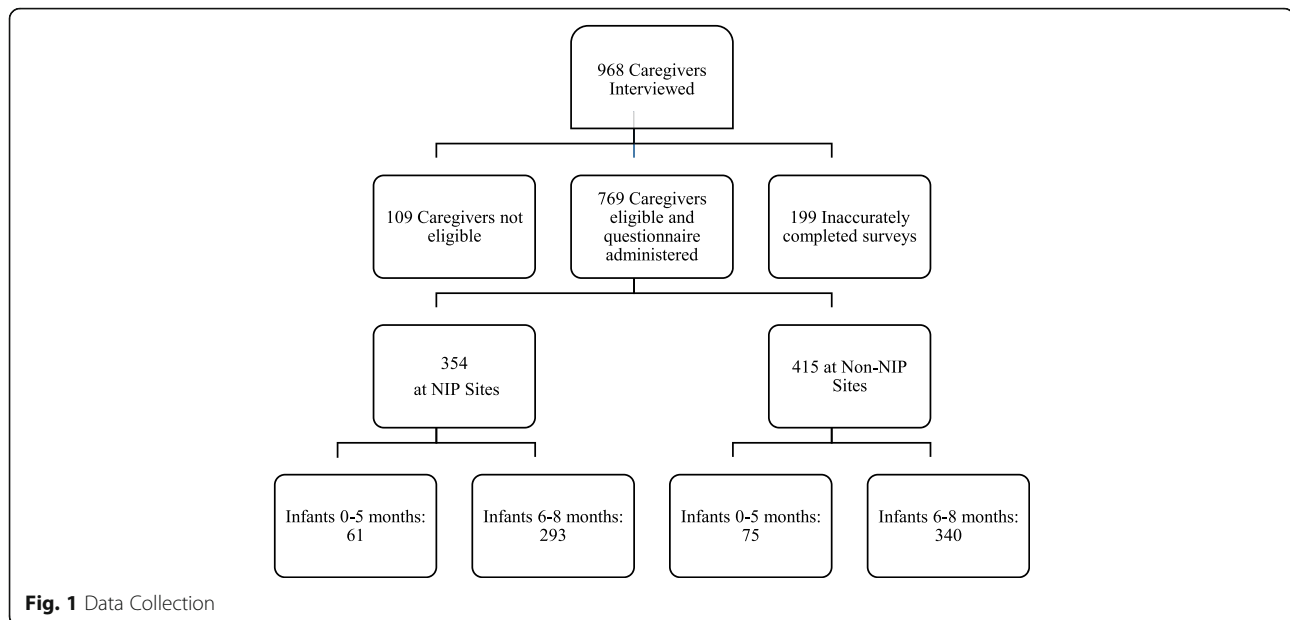 968 Caregivers
Interviewed
109 Caregivers not
eligible
769 Caregivers
eligible and
questionnaire
administered
199 Inaccurately
completed surveys
354
at NIP Sites
415 at Non-NIP
Sites
Infants 0-5 months:
61
Infants 6-8 months:
293
Infants 0-5 months:
75
Infants 6-8 months:
340
Fig. 1 Data Collection